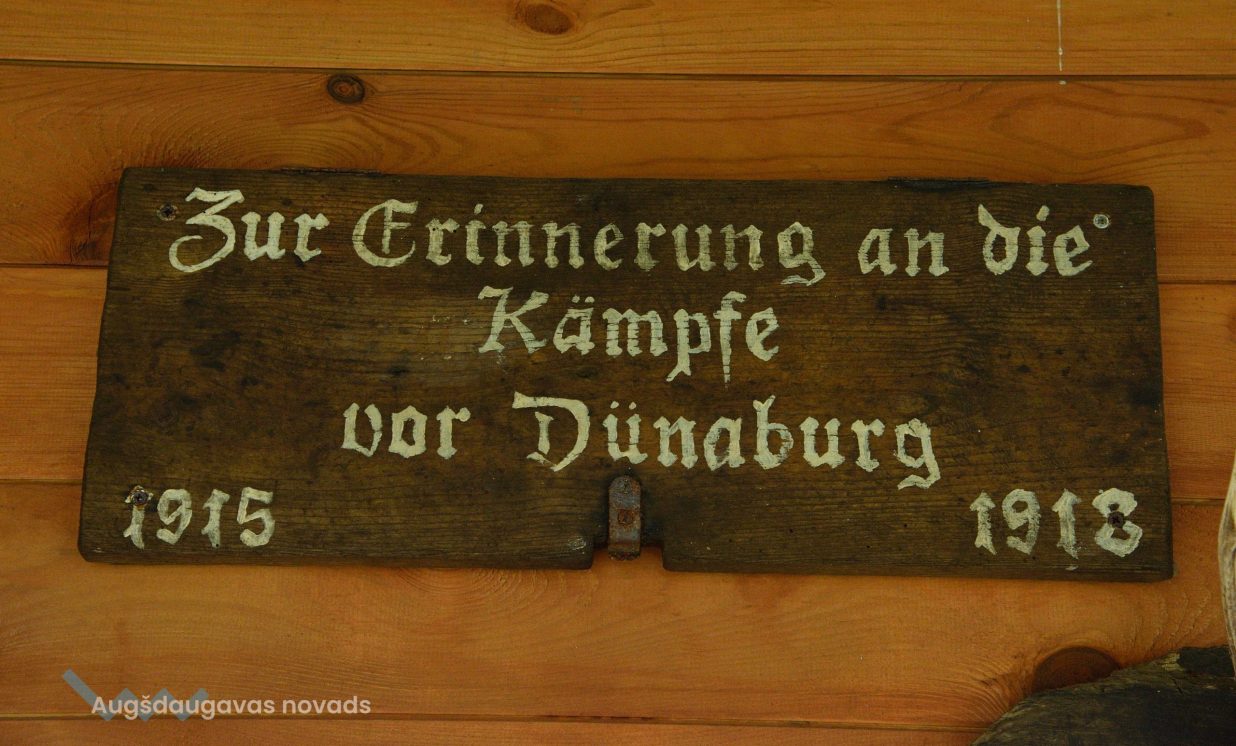 Zur Erinnerung an die
Kämpfe
vor Dünaburg
1915 1918
Augšdaugavas novads